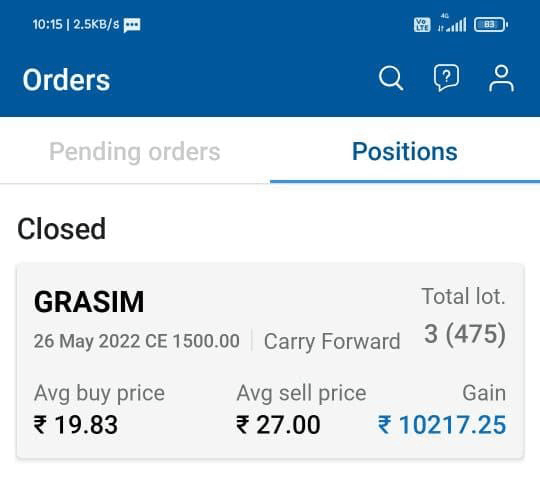 10:15 | 2.5KB/s
Vo LTE 4G 83
Orders
Pending orders Positions
Closed
GRASIM Total lot.
26 May 2022 CE 1500.00 Carry Forward 3 (475)
Avg buy price Avg sell price Gain
₹ 19.83 ₹ 27.00 ₹ 10217.25